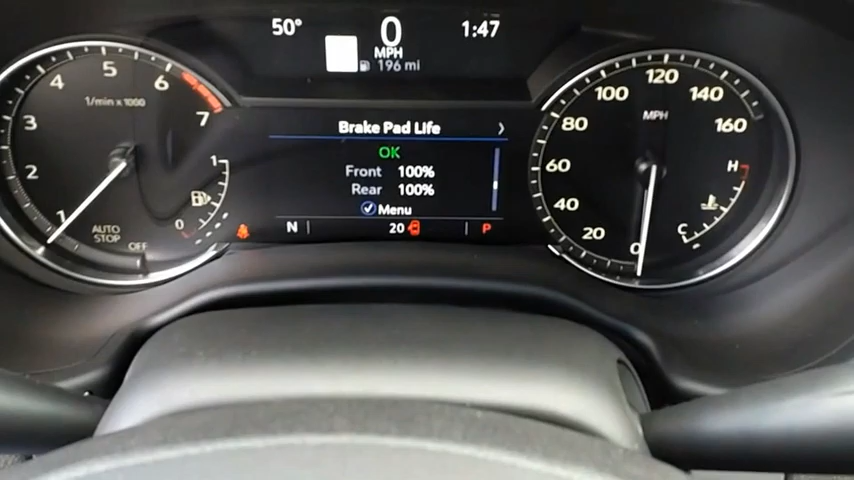 50°
0
MPH
196 mi
1:47
1
2
3
4
5
6
7
1/min x 1000
AUTO
STOP
OFF
1
0
Brake Pad Life
OK
Front 100%
Rear 100%
Menu
N
20
P
0
20
40
60
80
100
120
140
160
MPH
H
C